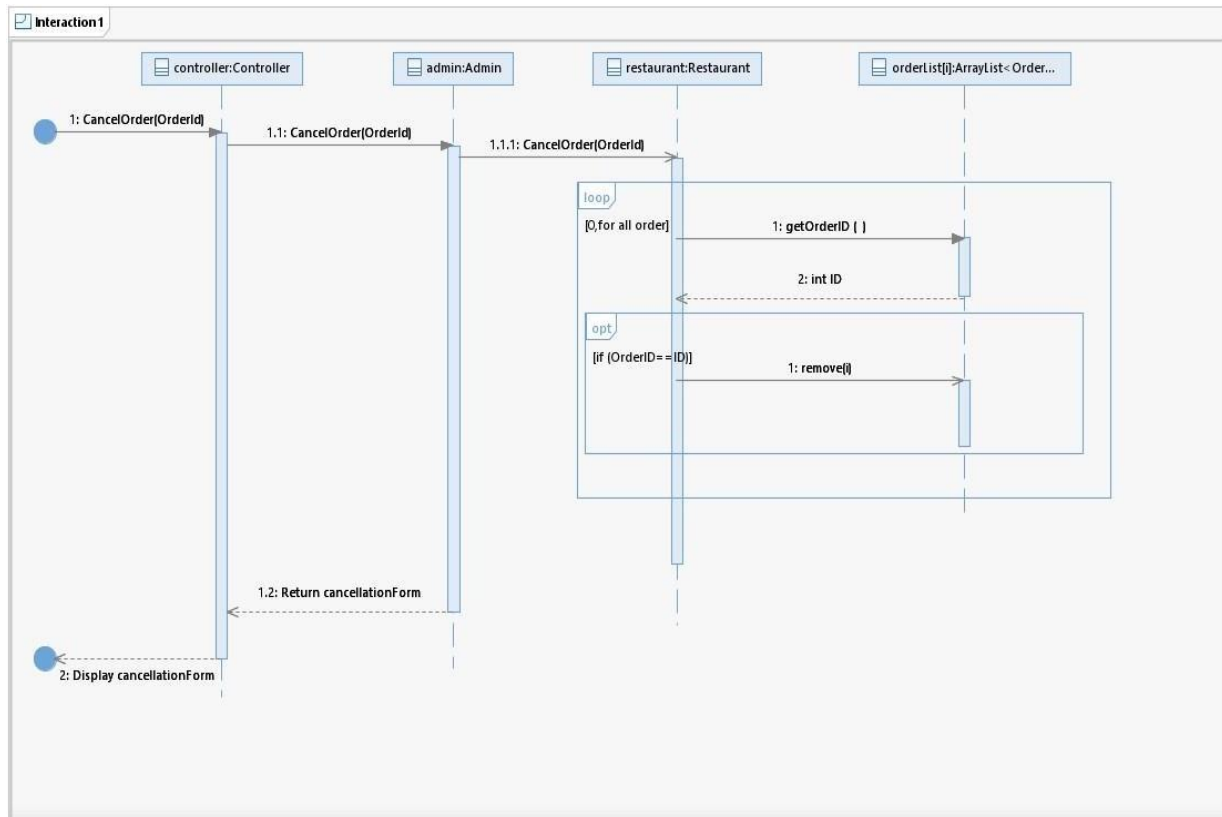 Interaction1
controller:Controller
admin:Admin
restaurant:Restaurant
orderList[i]:ArrayList<Order...
1: CancelOrder(OrderId)
1.1: CancelOrder(OrderId)
1.1.1: CancelOrder(OrderId)
loop
[0,for all order]
1: getOrderID ( )
2: int ID
opt
[if (OrderID==ID)]
1: remove(i)
1.2: Return cancellationForm
2: Display cancellationForm